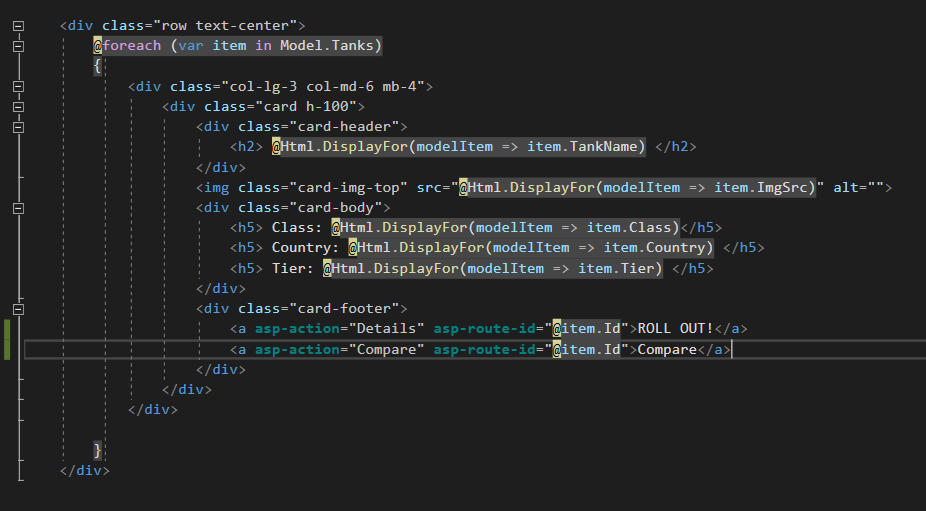 <div class="row text-center">
@foreach (var item in Model.Tanks)
{
<div class="col-lg-3 col-md-6 mb-4">
<div class="card h-100">
<div class="card-header">
<h2> @Html.DisplayFor(modelItem => item.TankName) </h2>
</div>
<img class="card-img-top" src="@Html.DisplayFor(modelItem => item.ImgSrc)" alt="">
<div class="card-body">
<h5> Class: @Html.DisplayFor(modelItem => item.Class)</h5>
<h5> Country: @Html.DisplayFor(modelItem => item.Country) </h5>
<h5> Tier: @Html.DisplayFor(modelItem => item.Tier) </h5>
</div>
<div class="card-footer">
<a asp-action="Details" asp-route-id="@item.Id">ROLL OUT!</a>
<a asp-action="Compare" asp-route-id="@item.Id">Compare</a>
</div>
</div>
</div>
}
</div>